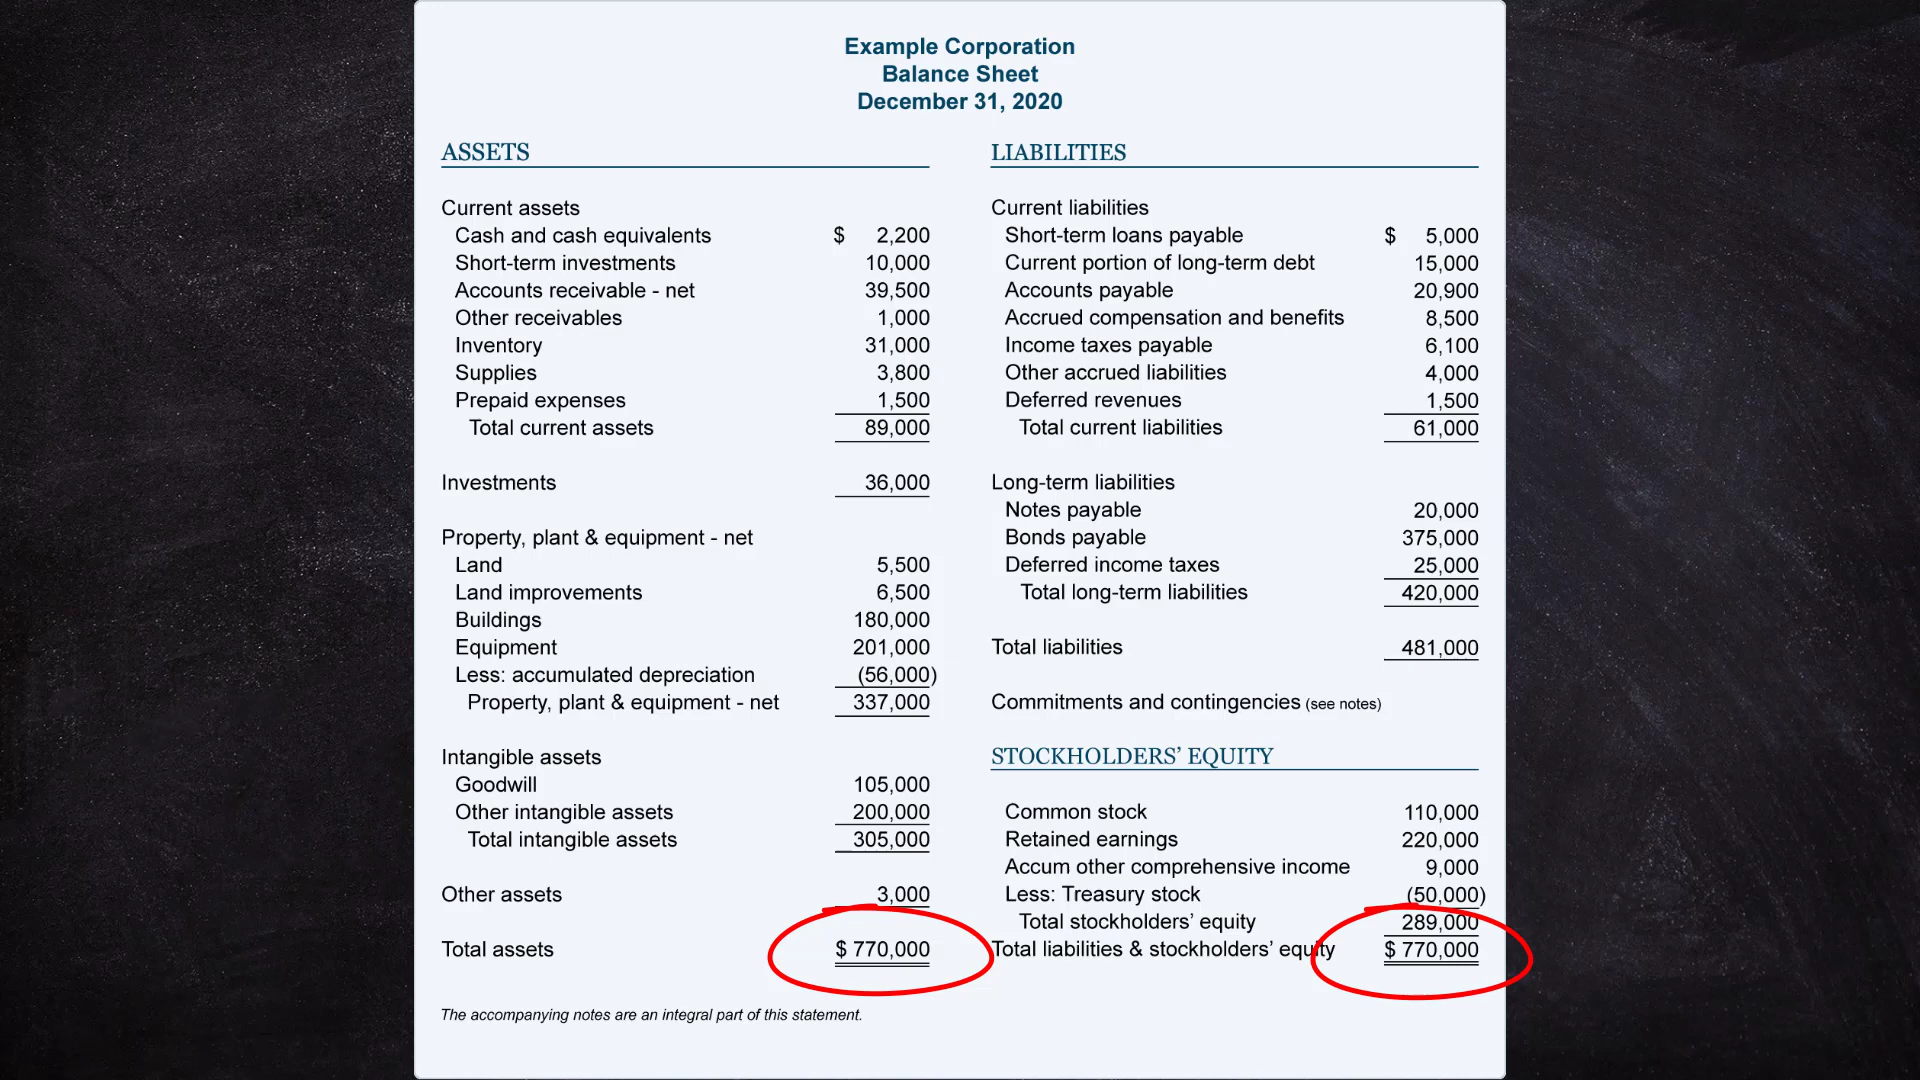 Example Corporation
Balance Sheet
December 31, 2020
ASSETS
Current assets
Cash and cash equivalents $ 2,200
Short-term investments 10,000
Accounts receivable - net 39,500
Other receivables 1,000
Inventory 31,000
Supplies 3,800
Prepaid expenses 1,500
Total current assets 89,000
Investments 36,000
Property, plant & equipment - net
Land 5,500
Land improvements 6,500
Buildings 180,000
Equipment 201,000
Less: accumulated depreciation (56,000)
Property, plant & equipment - net 337,000
Intangible assets
Goodwill 105,000
Other intangible assets 200,000
Total intangible assets 305,000
Other assets 3,000
Total assets $ 770,000
LIABILITIES
Current liabilities
Short-term loans payable $ 5,000
Current portion of long-term debt 15,000
Accounts payable 20,900
Accrued compensation and benefits 8,500
Income taxes payable 6,100
Other accrued liabilities 4,000
Deferred revenues 1,500
Total current liabilities 61,000
Long-term liabilities
Notes payable 20,000
Bonds payable 375,000
Deferred income taxes 25,000
Total long-term liabilities 420,000
Total liabilities 481,000
Commitments and contingencies (see notes)
STOCKHOLDERS’ EQUITY
Common stock 110,000
Retained earnings 220,000
Accum other comprehensive income 9,000
Less: Treasury stock (50,000)
Total stockholders’ equity 289,000
Total liabilities & stockholders’ equity $ 770,000
The accompanying notes are an integral part of this statement.